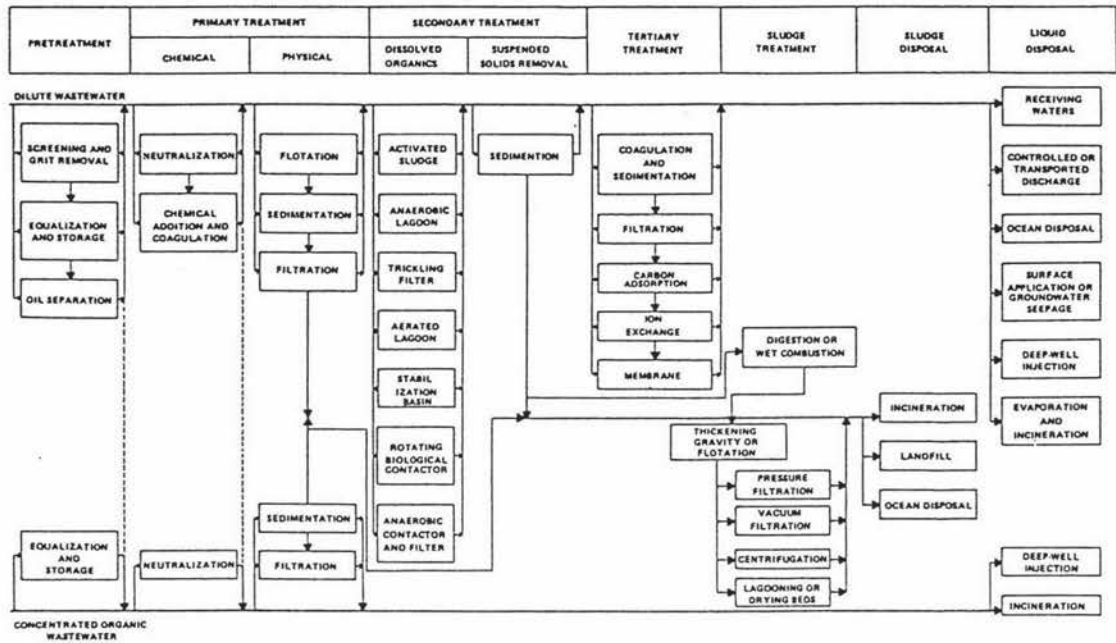 PRETREATMENT
PRIMARY TREATMENT
CHEMICAL
PHYSICAL
SECONDARY TREATMENT
DISSOLVED
ORGANICS
SUSPENDED
SOLIDS REMOVAL
TERTIARY
TREATMENT
SLUDGE
TREATMENT
SLUDGE
DISPOSAL
LIQUID
DISPOSAL
DILUTE WASTEWATER
SCREENING AND
GRIT REMOVAL
EQUALIZATION
AND STORAGE
OIL SEPARATION
EQUALIZATION
AND
STORAGE
NEUTRALIZATION
CHEMICAL
ADDITION AND
COAGULATION
NEUTRALIZATION
FLOTATION
SEDIMENTATION
FILTRATION
SEDIMENTATION
FILTRATION
ACTIVATED
SLUDGE
ANAEROBIC
LAGOON
TRICKLING
FILTER
AERATED
LAGOON
STABIL
IZATION
BASIN
ROTATING
BIOLOGICAL
CONTACTOR
ANAEROBIC
CONTACTOR
AND FILTER
SEDIMENTION
COAGULATION
AND
SEDIMENTATION
FILTRATION
CARBON
ADSORPTION
ION
EXCHANGE
MEMBRANE
DIGESTION OR
WET COMBUSTION
THICKENING
GRAVITY OR
FLOTATION
PRESSURE
FILTRATION
VACUUM
FILTRATION
CENTRIFUGATION
LAGOONING OR
DRYING BEDS
INCINERATION
LANDFILL
OCEAN DISPOSAL
RECEIVING
WATERS
CONTROLLED OR
TRANSPORTED
DISCHARGE
OCEAN DISPOSAL
SURFACE
APPLICATION OR
GROUNDWATER
SEEPAGE
DEEP-WELL
INJECTION
EVAPORATION
AND
INCINERATION
DEEP-WELL
INJECTION
INCINERATION
CONCENTRATED ORGANIC
WASTEWATER